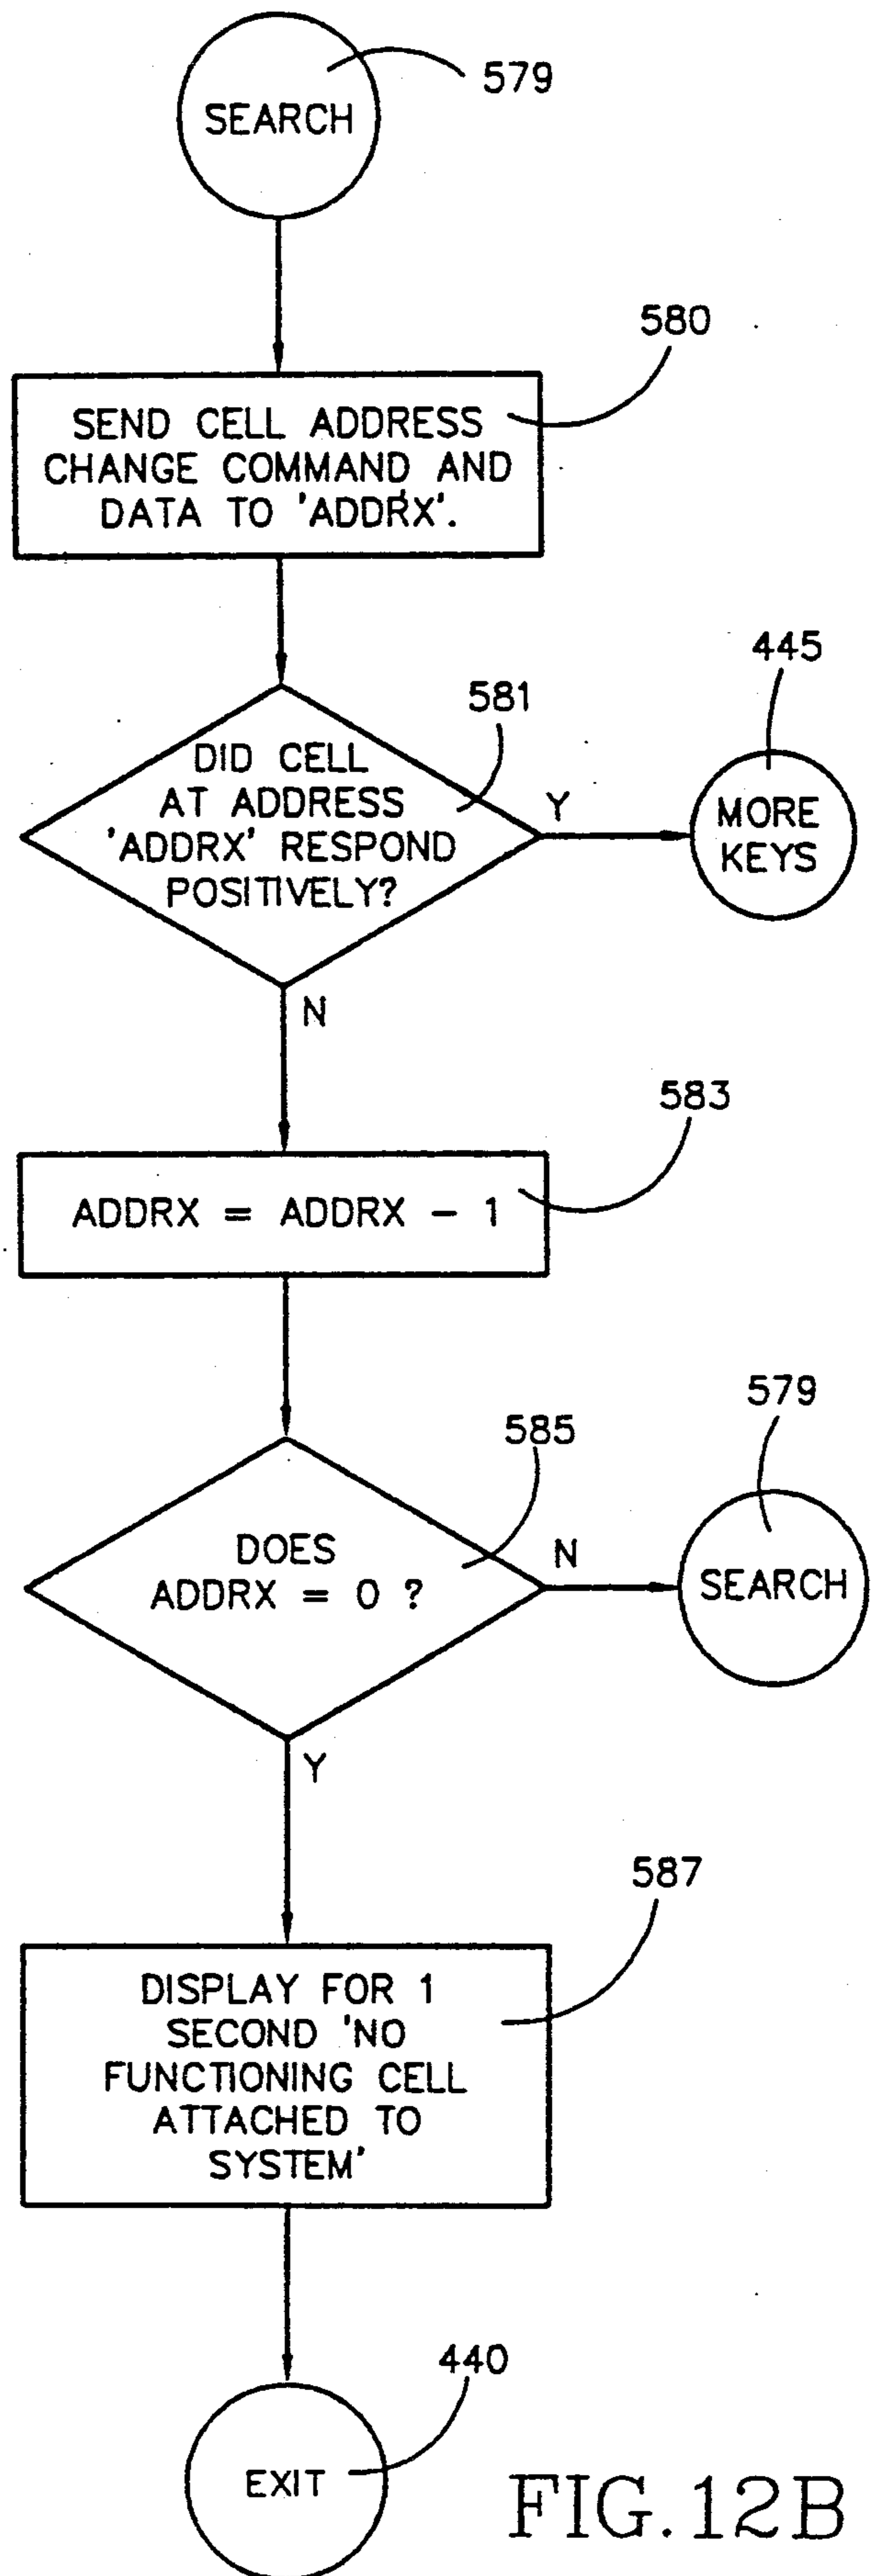 579
SEARCH
580
SEND CELL ADDRESS
CHANGE COMMAND AND
DATA TO 'ADDRX'.
445
581
DID CELL
AT ADDRESS
'ADDRX' RESPOND
POSITIVELY?
Y
MORE
KEYS
N
583
ADDRX = ADDRX - 1
579
585
DOES
ADDRX = 0 ?
N
SEARCH
Y
587
DISPLAY FOR 1
SECOND 'NO
FUNCTIONING CELL
ATTACHED TO
SYSTEM'
440
EXIT
FIG.12B